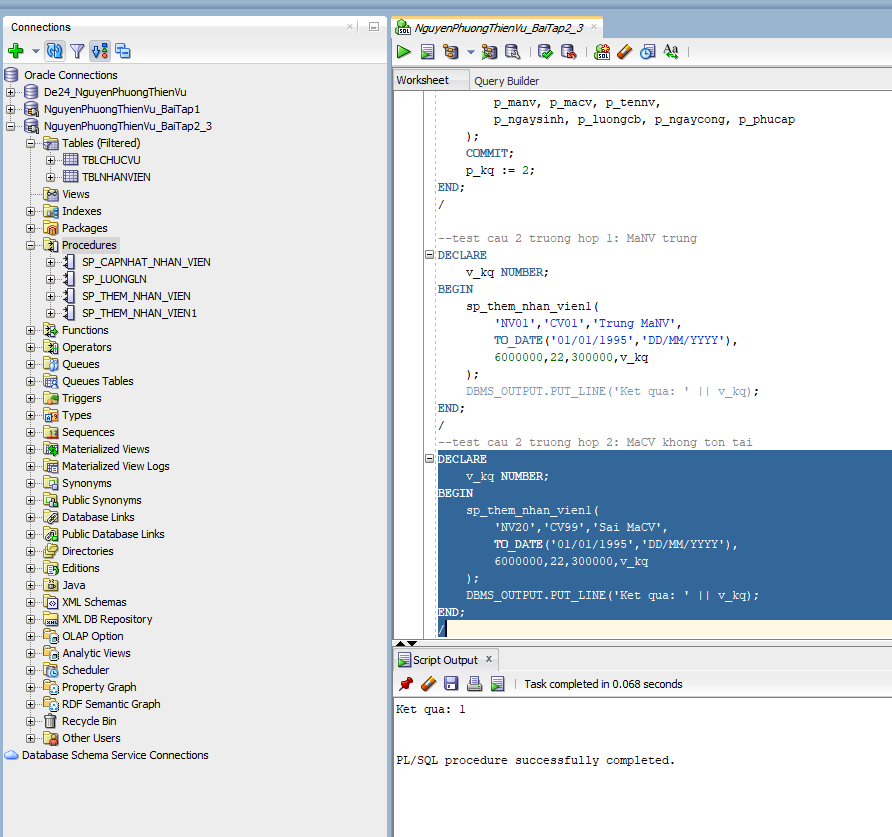 Connections
Oracle Connections
De24_NguyenPhuongThienVu
NguyenPhuongThienVu_BaiTap1
NguyenPhuongThienVu_BaiTap2_3
Tables (Filtered)
TBLCHUCVU
TBLNHANVIEN
Views
Indexes
Packages
Procedures
SP_CAPNHAT_NHAN_VIEN
SP_LUONGLN
SP_THEM_NHAN_VIEN
SP_THEM_NHAN_VIEN1
Functions
Operators
Queues
Queues Tables
Triggers
Types
Sequences
Materialized Views
Materialized View Logs
Synonyms
Public Synonyms
Database Links
Public Database Links
Directories
Editions
Java
XML Schemas
XML DB Repository
OLAP Option
Analytic Views
Scheduler
Property Graph
RDF Semantic Graph
Recycle Bin
Other Users
Database Schema Service Connections
NguyenPhuongThienVu_BaiTap2_3
Worksheet Query Builder
p_manv, p_macv, p_tennv,
p_ngaysinh, p_luongcb, p_ngaycong, p_phucap
);
COMMIT;
p_kq := 2;
END;
/
--test cau 2 truong hop 1: MaNV trung
DECLARE
v_kq NUMBER;
BEGIN
sp_them_nhan_vien1(
'NV01','CV01','Trung MaNV',
TO_DATE('01/01/1995','DD/MM/YYYY'),
6000000,22,300000,v_kq
);
DBMS_OUTPUT.PUT_LINE('Ket qua: ' || v_kq);
END;
/
--test cau 2 truong hop 2: MaCV khong ton tai
DECLARE
v_kq NUMBER;
BEGIN
sp_them_nhan_vien1(
'NV20','CV99','Sai MaCV',
TO_DATE('01/01/1995','DD/MM/YYYY'),
6000000,22,300000,v_kq
);
DBMS_OUTPUT.PUT_LINE('Ket qua: ' || v_kq);
END;
/
Script Output
Task completed in 0.068 seconds
Ket qua: 1
PL/SQL procedure successfully completed.